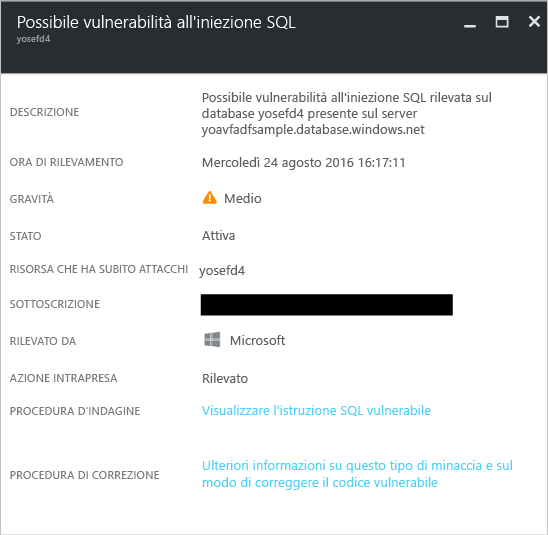 Possibile vulnerabilità all'iniezione SQL
yosefd4
DESCRIZIONE
Possibile vulnerabilità all'iniezione SQL rilevata sul
database yosefd4 presente sul server
yoavfadfsample.database.windows.net
ORA DI RILEVAMENTO Mercoledì 24 agosto 2016 16:17:11
GRAVITÀ Medio
STATO Attiva
RISORSA CHE HA SUBITO ATTACCHI yosefd4
SOTTOSCRIZIONE
RILEVATO DA Microsoft
AZIONE INTRAPRESA Rilevato
PROCEDURA D'INDAGINE Visualizzare l'istruzione SQL vulnerabile
PROCEDURA DI CORREZIONE
Ulteriori informazioni su questo tipo di minaccia e sul
modo di correggere il codice vulnerabile